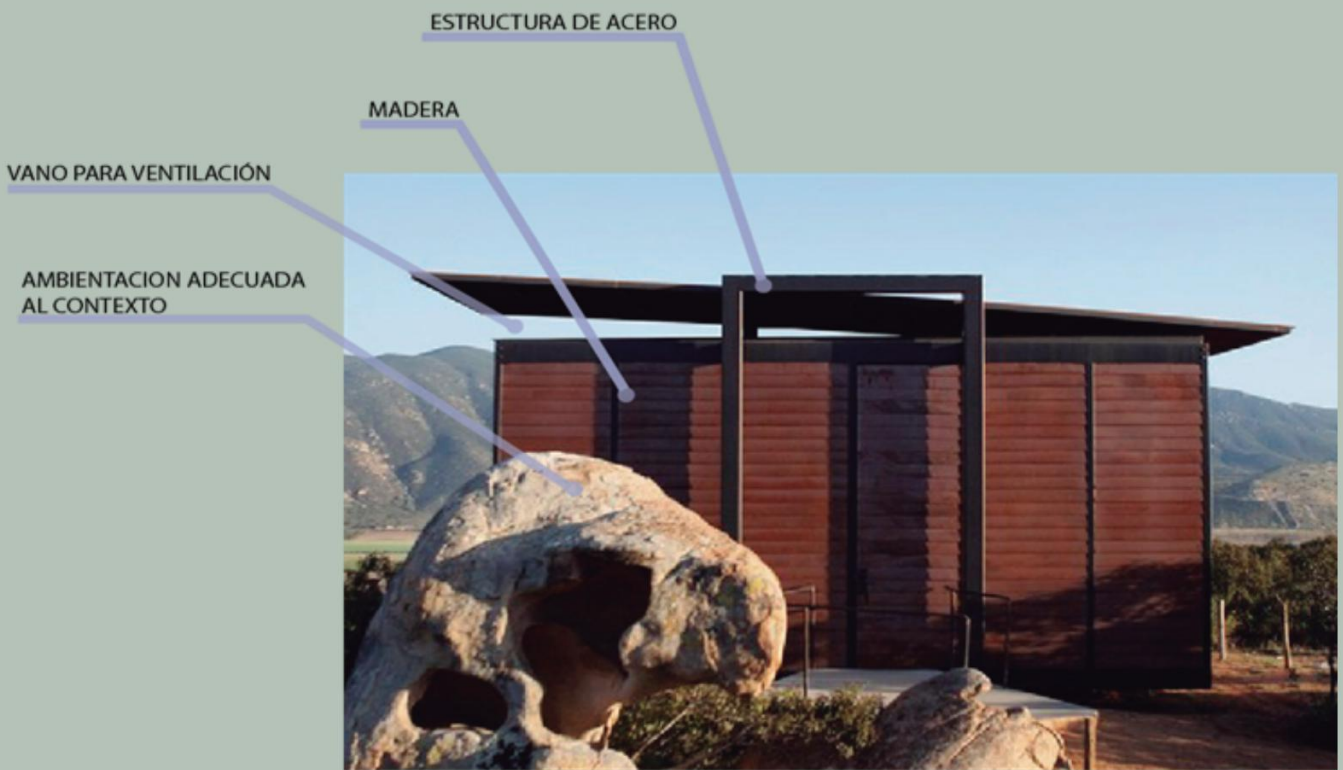 ESTRUCTURA DE ACERO
MADERA
VANO PARA VENTILACIÓN
AMBIENTACION ADECUADA
AL CONTEXTO